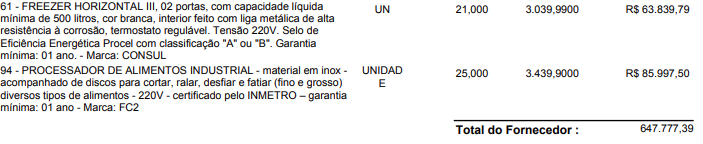 61 - FREEZER HORIZONTAL III, 02 portas, com capacidade líquida UN 21,000 3.039,9900 R$ 63.839,79
mínima de 500 litros, cor branca, interior feito com liga metálica de alta
resistência à corrosão, termostato regulável. Tensão 220V. Selo de
Eficiência Energética Procel com classificação "A" ou "B". Garantia
mínima: 01 ano. - Marca: CONSUL
94 - PROCESSADOR DE ALIMENTOS INDUSTRIAL - material em inox - UNIDAD 25,000 3.439,9000 R$ 85.997,50
acompanhado de discos para cortar, ralar, desfiar e fatiar (fino e grosso) E
diversos tipos de alimentos - 220V - certificado pelo INMETRO – garantia
mínima: 01 ano - Marca: FC2
Total do Fornecedor : 647.777,39